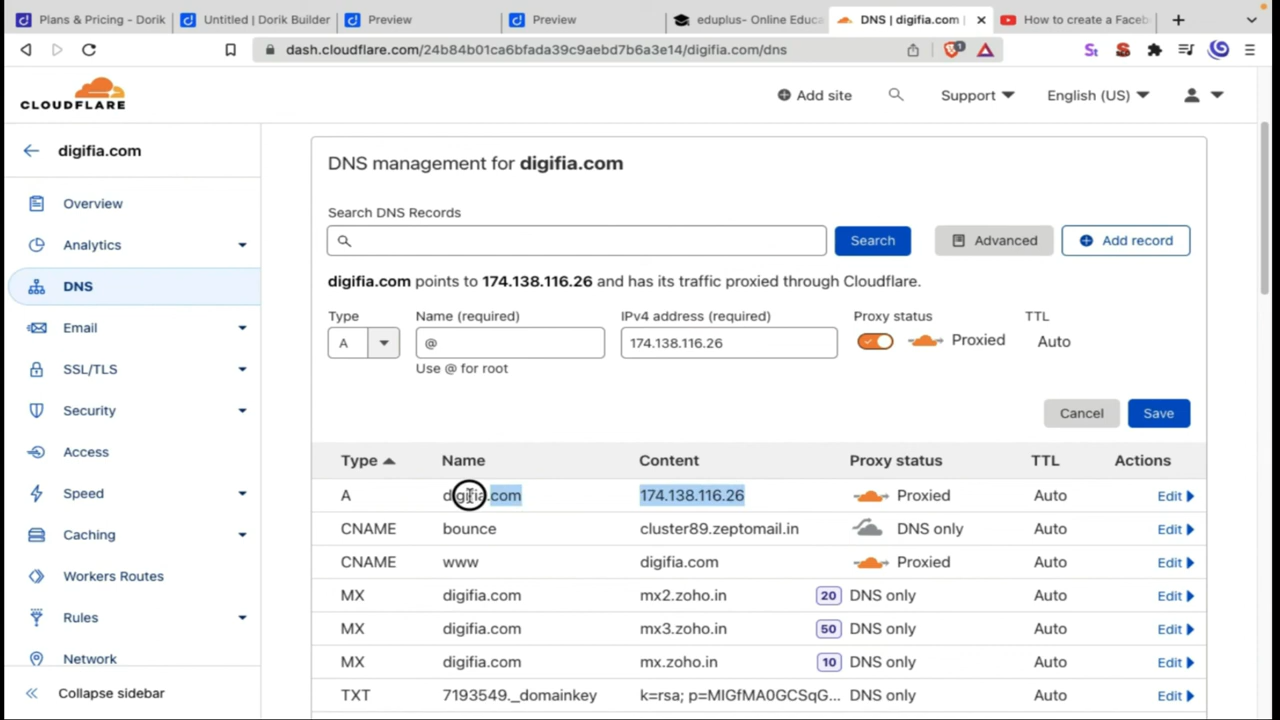 Plans & Pricing - Dorik
Untitled | Dorik Builder
Preview
Preview
eduplus- Online Educa
DNS | digifia.com |
How to create a Faceb
dash.cloudflare.com/24b84b01ca6bfada39c9aebd7b6a3e14/digifia.com/dns
1
St
CLOUDFLARE
Add site
Support
English (US)
digifia.com
Overview
Analytics
DNS
Email
SSL/TLS
Security
Access
Speed
Caching
Workers Routes
Rules
Network
Collapse sidebar
DNS management for digifia.com
Search DNS Records
Search
Advanced
Add record
digifia.com points to 174.138.116.26 and has its traffic proxied through Cloudflare.
Type Name (required) IPv4 address (required) Proxy status TTL
A @ 174.138.116.26 Proxied Auto
Use @ for root
Cancel Save
Type Name Content Proxy status TTL Actions
A digifia.com 174.138.116.26 Proxied Auto Edit
CNAME bounce cluster89.zeptomail.in DNS only Auto Edit
CNAME www digifia.com Proxied Auto Edit
MX digifia.com mx2.zoho.in 20 DNS only Auto Edit
MX digifia.com mx3.zoho.in 50 DNS only Auto Edit
MX digifia.com mx.zoho.in 10 DNS only Auto Edit
TXT 7193549._domainkey k=rsa; p=MIGfMA0GCSqG... DNS only Auto Edit